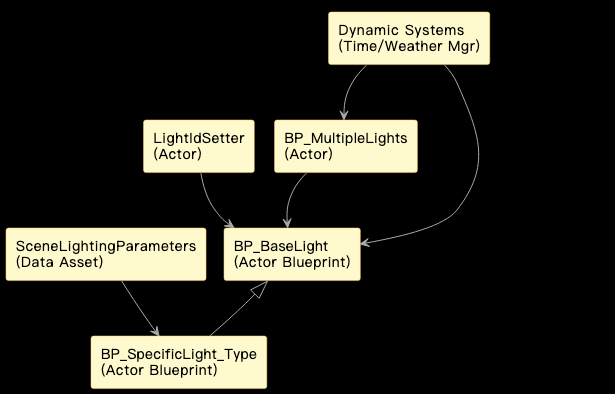 Dynamic Systems
(Time/Weather Mgr)
LightIdSetter
(Actor)
BP_MultipleLights
(Actor)
SceneLightingParameters
(Data Asset)
BP_BaseLight
(Actor Blueprint)
BP_SpecificLight_Type
(Actor Blueprint)